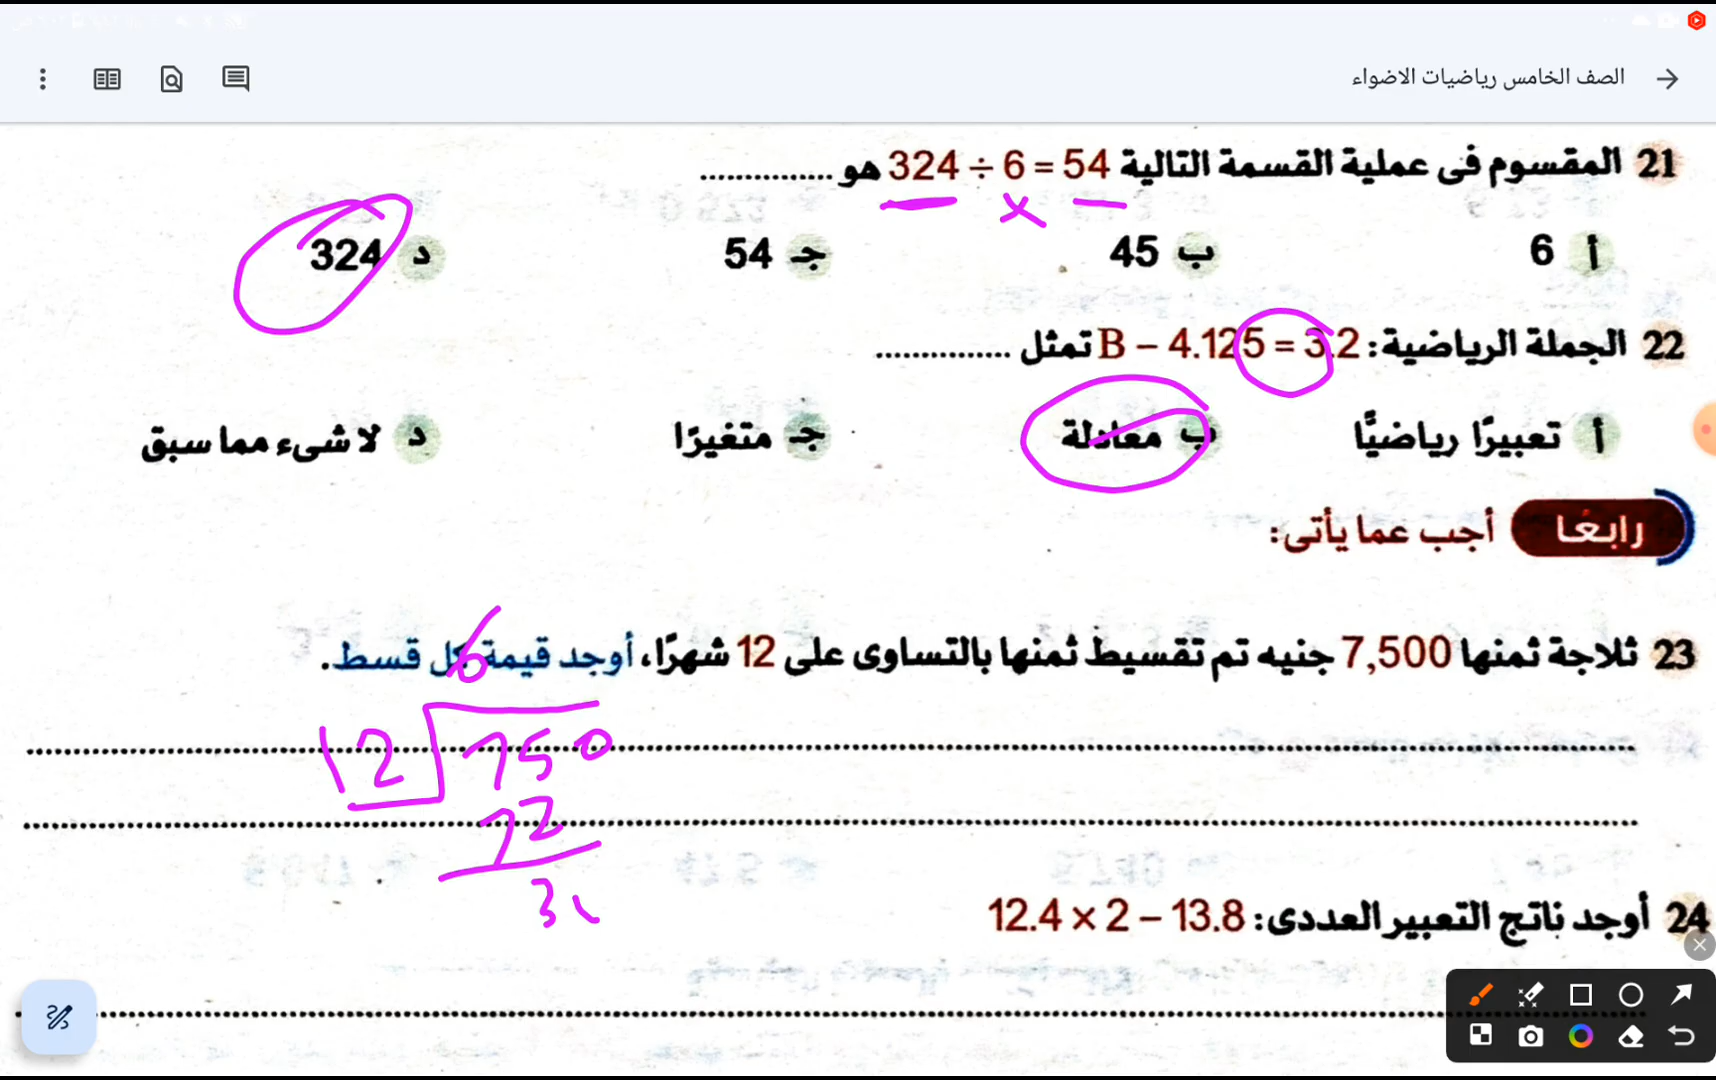 الصف الخامس رياضيات الاضواء
21 المقسوم فى عملية القسمة التالية 324 ÷ 6 = 54 هو ...............
أ 6 ب 45 جـ 54 د 324
22 الجملة الرياضية: B – 4.125 = 3.2 تمثل ...............
أ تعبيرًا رياضيًّا ب معادلة جـ متغيرًا د لا شىء مما سبق
رابعًا أجب عما يأتى:
23 ثلاجة ثمنها 7,500 جنيه تم تقسيط ثمنها بالتساوى على 12 شهرًا، أوجد قيمة كل قسط.
6
12 750
72
3
24 أوجد ناتج التعبير العددى: 12.4 × 2 – 13.8